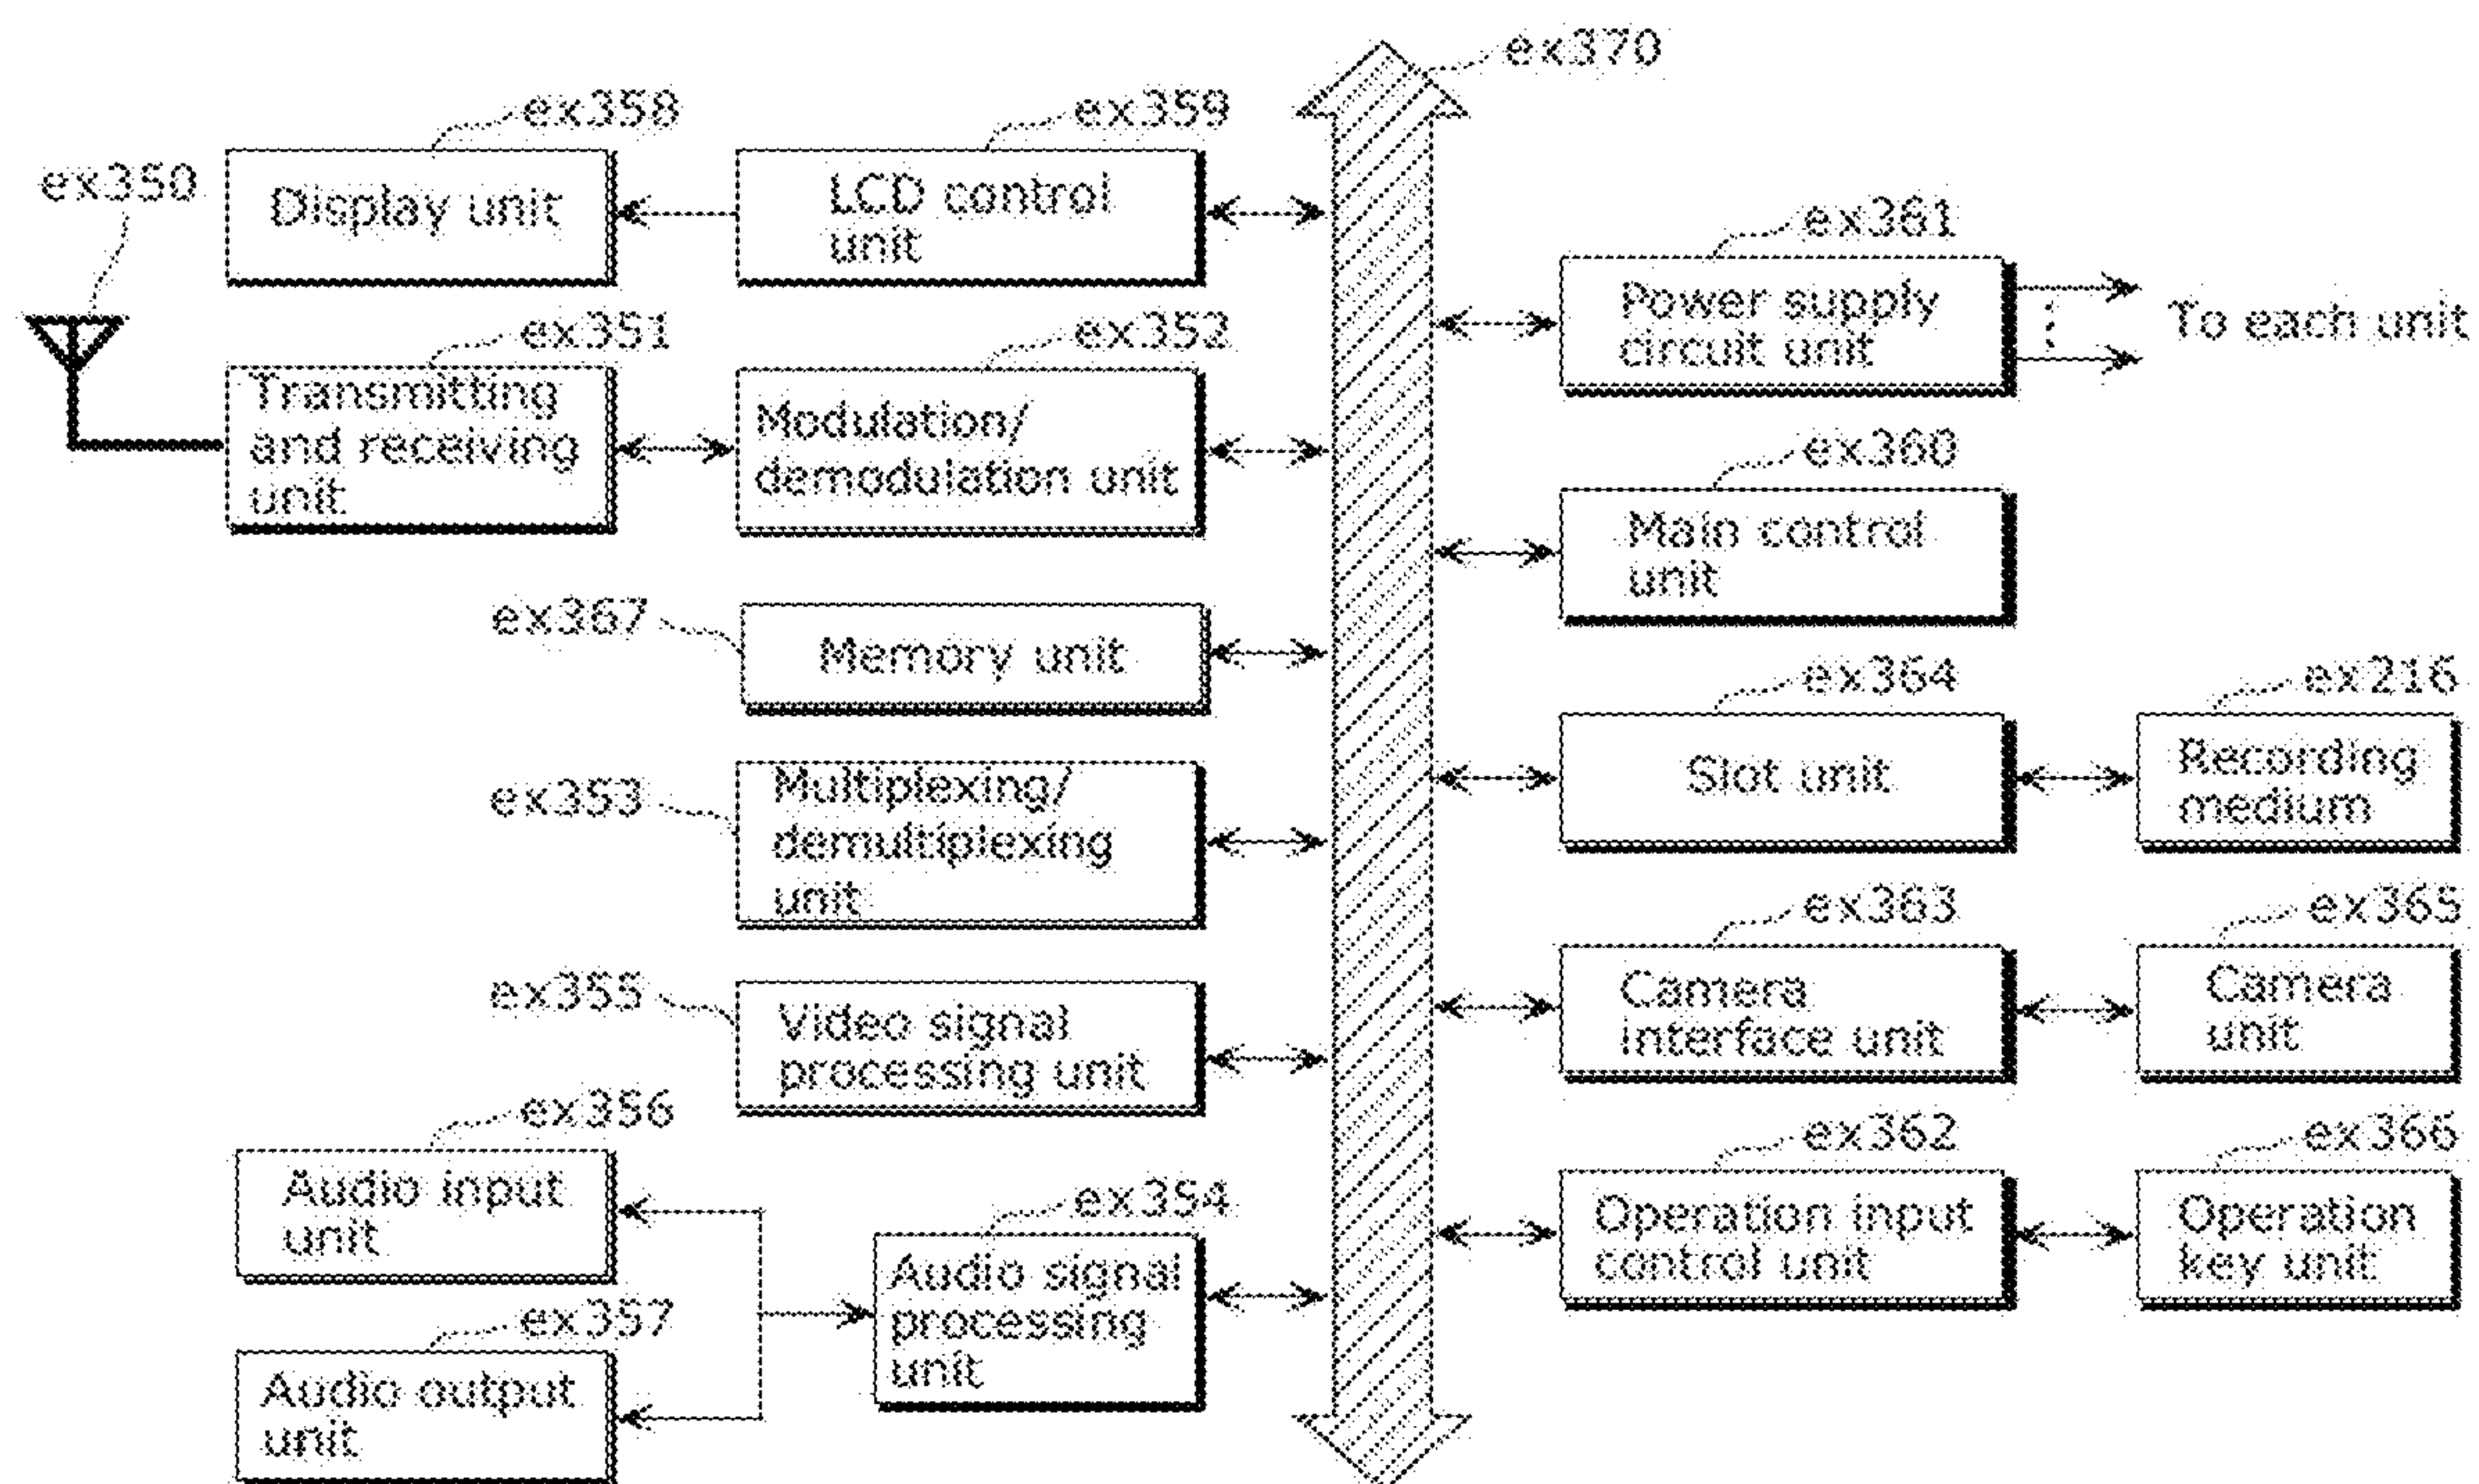 ex370
ex358
ex359
ex350
Display unit
LCD control
unit
ex361
Power supply
circuit unit
To each unit
ex351
ex352
Transmitting
and receiving
unit
Modulation/
demodulation unit
ex360
Main control
unit
ex367
Memory unit
ex364
ex216
Slot unit
Recording
medium
ex353
Multiplexing/
demultiplexing
unit
ex363
ex365
Camera
interface unit
Camera
unit
ex355
Video signal
processing unit
ex356
Audio input
unit
ex362
ex366
Operation input
control unit
Operation
key unit
ex354
Audio signal
processing
unit
ex357
Audio output
unit